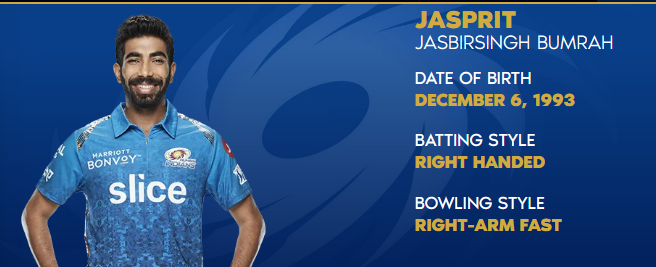 JASPRIT
JASBIRSINGH BUMRAH
DATE OF BIRTH
DECEMBER 6, 1993
BATTING STYLE
RIGHT HANDED
BOWLING STYLE
RIGHT-ARM FAST
MARRIOTT
BONVOY
slice